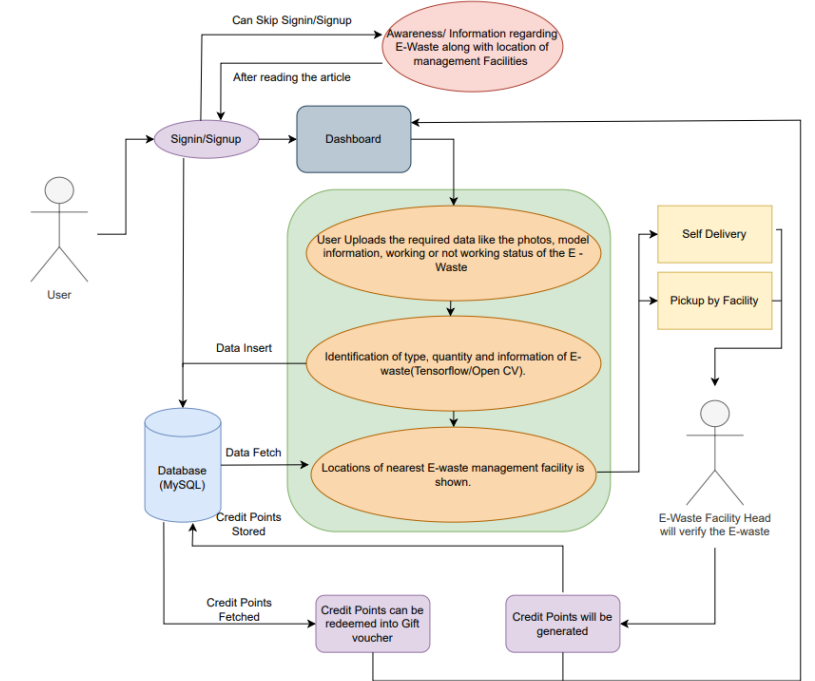 Can Skip Signin/Signup
Awareness/ Information regarding
E-Waste along with location of
management Facilities
After reading the article
Signin/Signup
Dashboard
User
User Uploads the required data like the photos, model
information, working or not working status of the E -
Waste
Self Delivery
Pickup by Facility
Data Insert
Identification of type, quantity and information of E-
waste(Tensorflow/Open CV).
Database
(MySQL)
Data Fetch
Locations of nearest E-waste management facility is
shown.
E-Waste Facility Head
will verify the E-waste
Credit Points
Stored
Credit Points
Fetched
Credit Points can be
redeemed into Gift
voucher
Credit Points will be
generated